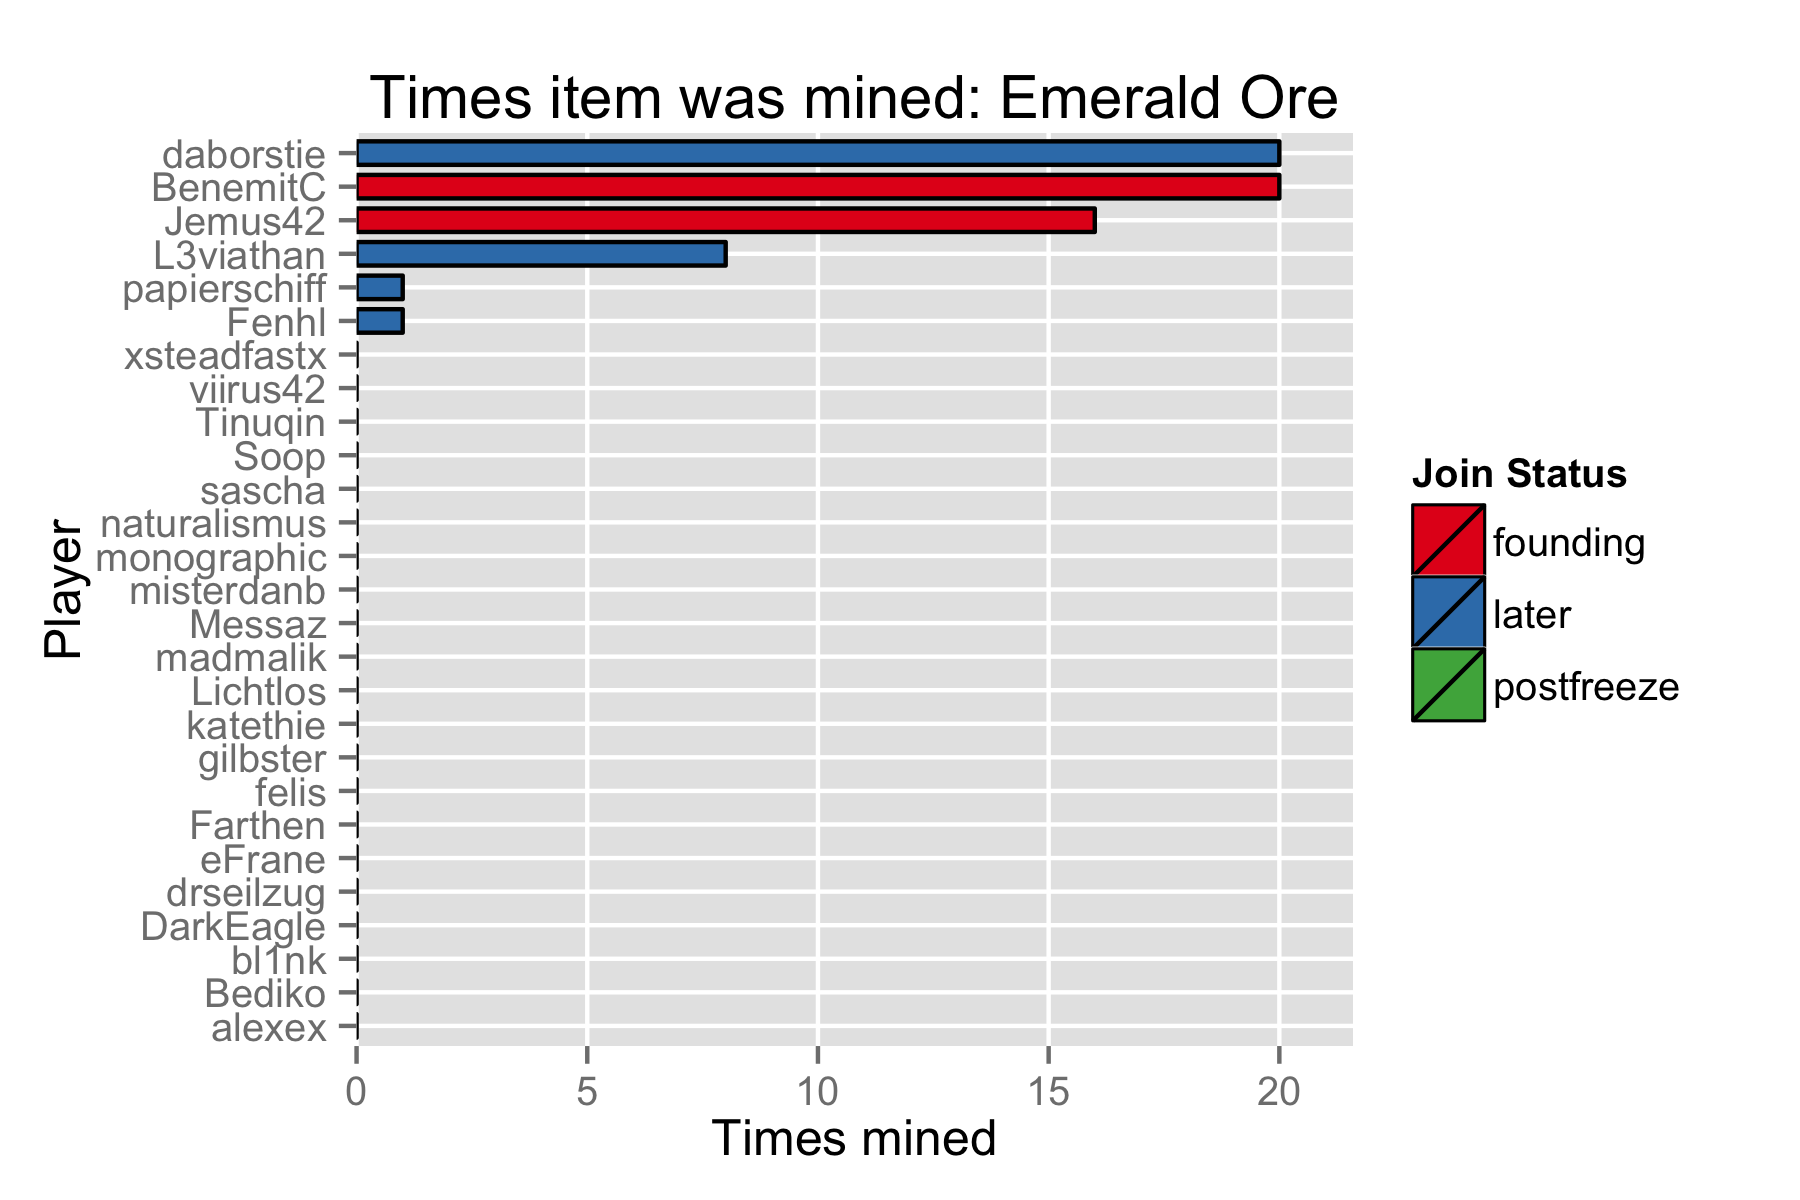 Times item was mined: Emerald Ore
daborstie
BenemitC
Jemus42
L3viathan
papierschiff
Fenhl
xsteadfastx
viirus42
Tinuqin
Soop
sascha
naturalismus
monographic
misterdanb
Messaz
madmalik
Lichtlos
katethie
gilbster
felis
Farthen
eFrane
drseilzug
DarkEagle
bl1nk
Bediko
alexex
Player
0 5 10 15 20
Times mined
Join Status
founding
later
postfreeze